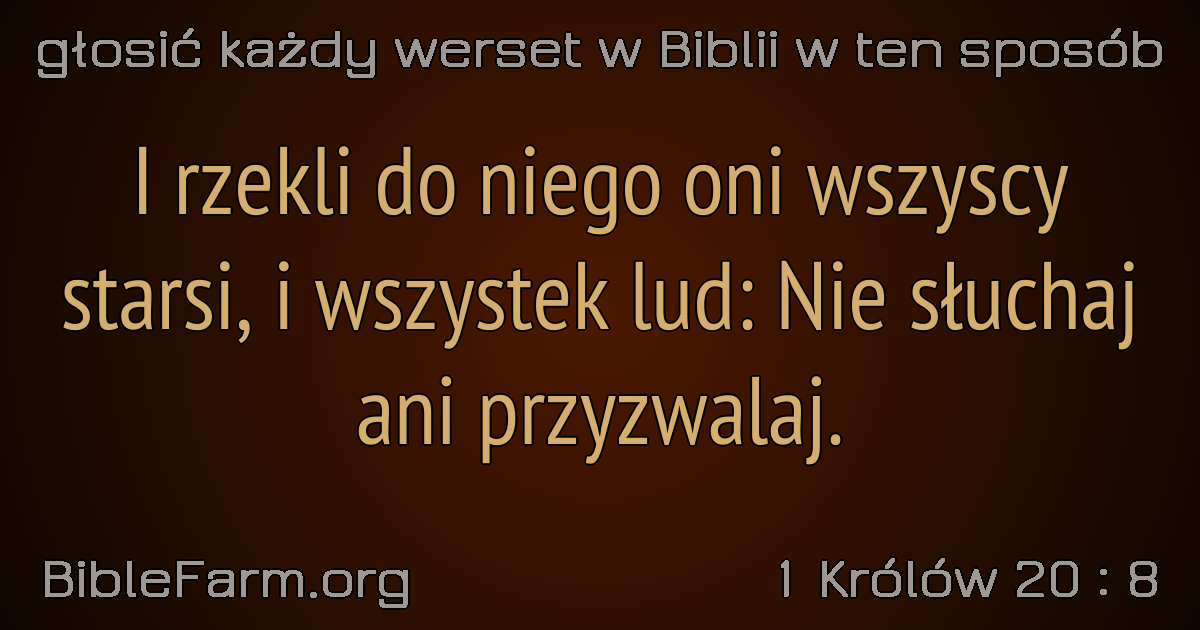 głosić każdy werset w Biblii w ten sposób
I rzekli do niego oni wszyscy
starsi, i wszystek lud: Nie słuchaj
ani przyzwalaj.
BibleFarm.org
1 Królów 20 : 8